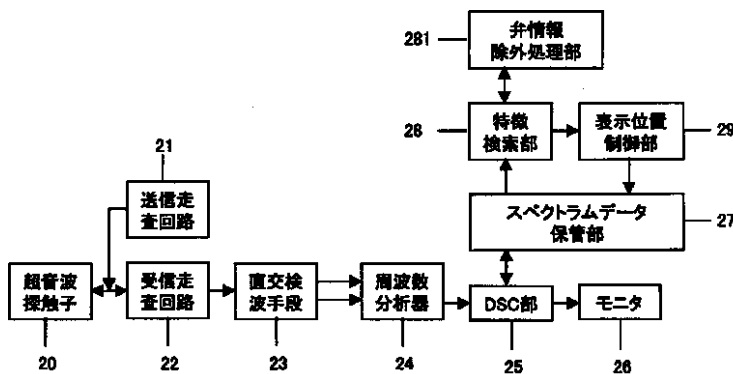 281
弁情報
除外処理部
28
特徴
検索部
表示位置
制御部
29
21
送信走
査回路
スペクトラムデータ
保管部
27
超音波
探触子
受信走
査回路
直交検
波手段
周波数
分析器
DSC部
モニタ
20
22
23
24
25
26